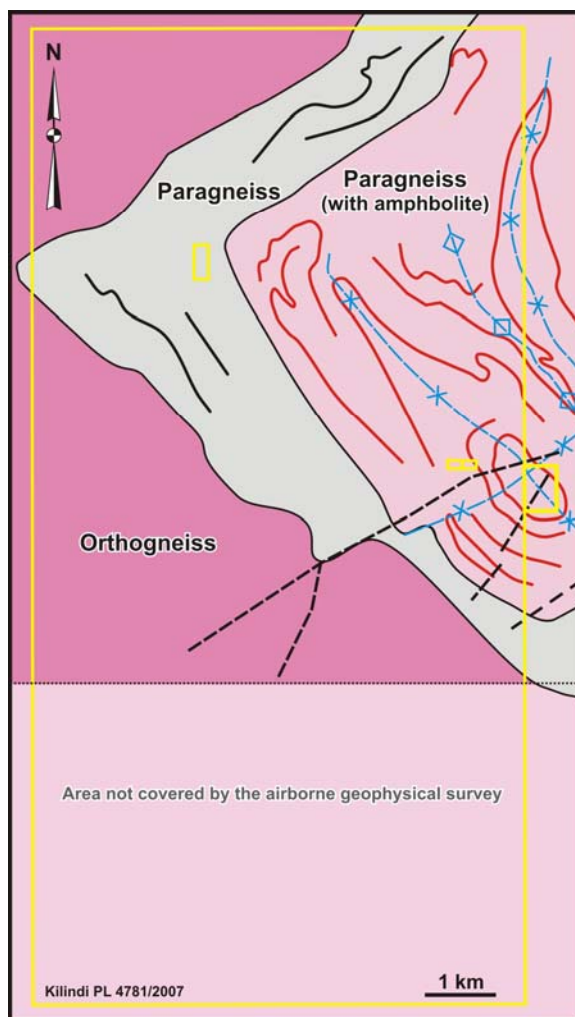 N
Paragneiss
Paragneiss
(with amphbolite)
Orthogneiss
Area not covered by the airborne geophysical survey
Kilindi PL 4781/2007
1 km